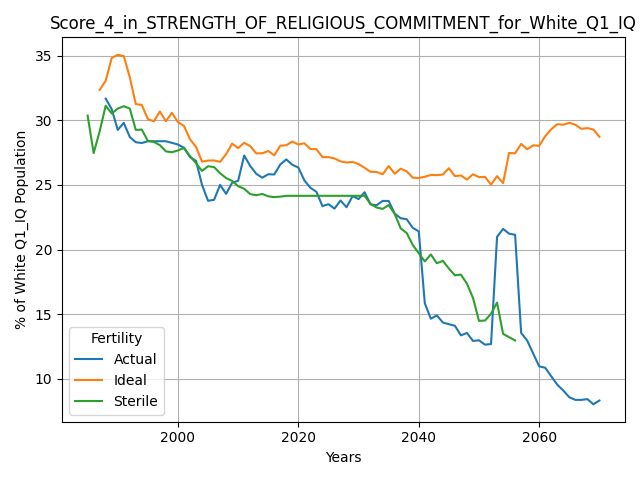 Score_4_in_STRENGTH_OF_RELIGIOUS_COMMITMENT_for_White_Q1_IQ
% of White Q1_IQ Population
35
30
25
20
15
10
Fertility
Actual
Ideal
Sterile
2000 2020 2040 2060
Years